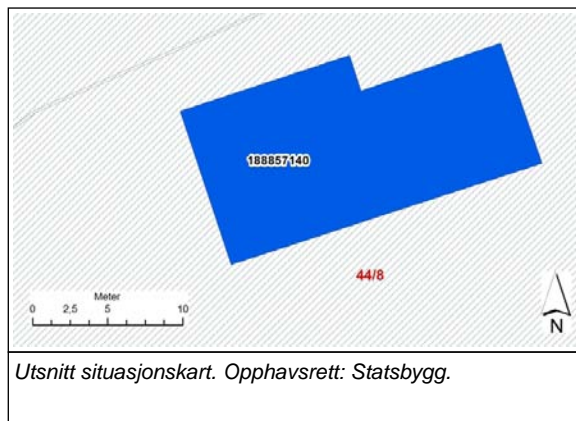 188857140
44/8
Meter
0 2,5 5 10
N
Utsnitt situasjonskart. Opphavsrett: Statsbygg.